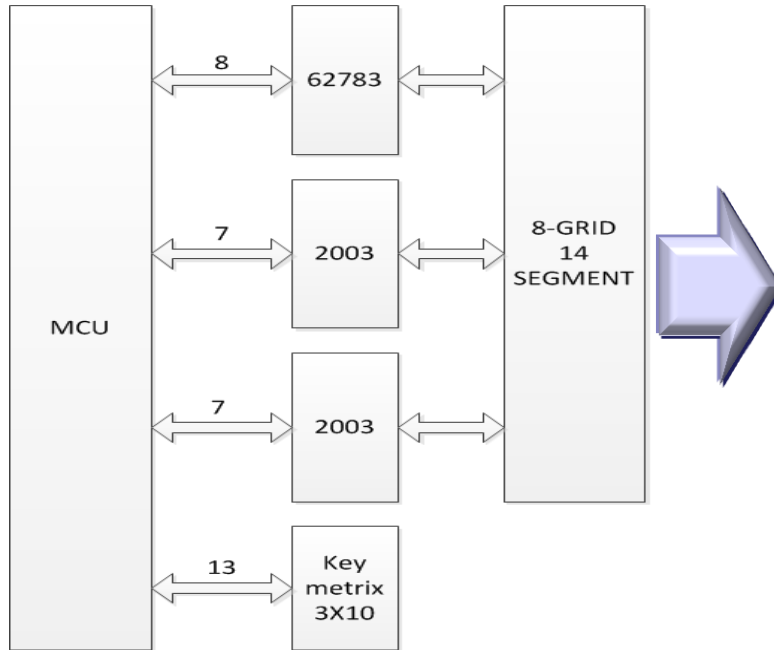 MCU
8
62783
7
2003
7
2003
13
Key
metrix
3X10
8-GRID
14
SEGMENT